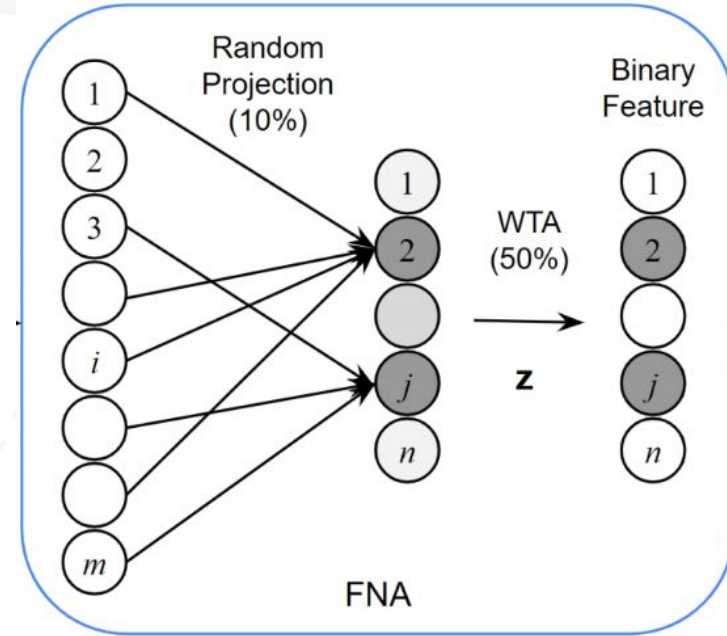 Random
Projection
(10%)
Binary
Feature
1
2
3
i
m
1
2
j
n
WTA
(50%)
z
1
2
j
n
FNA